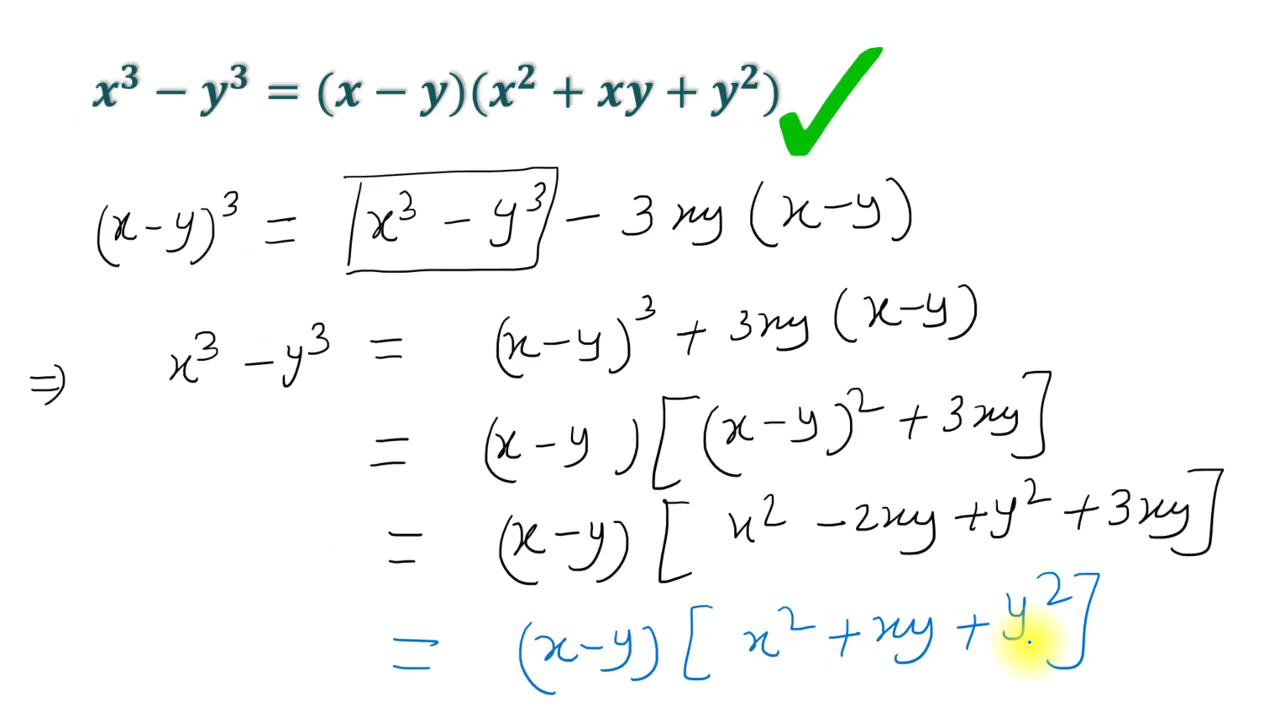 x³ − y³ = (x − y)(x² + xy + y²)
(x-y)³ = x³ - y³ - 3xy (x-y)
⇒ x³ - y³ = (x-y)³ + 3xy (x-y)
= (x-y) [(x-y)² + 3xy]
= (x-y) [ x² - 2xy + y² + 3xy]
= (x-y) [ x² + xy + y²]